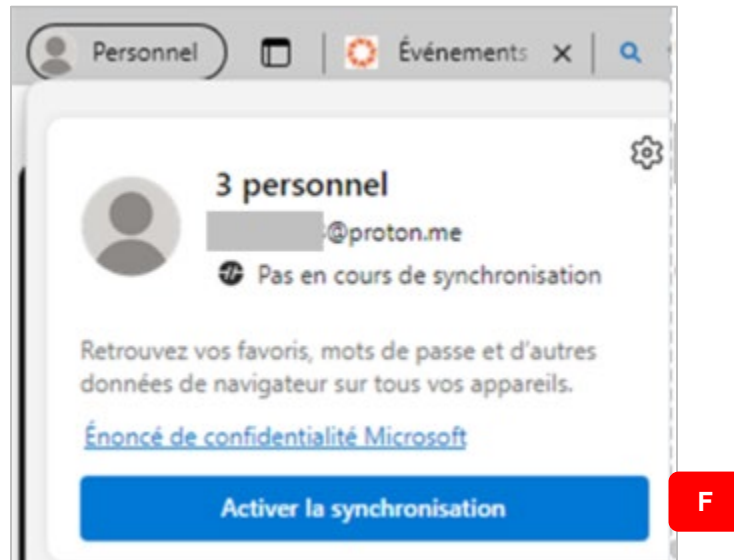 Personnel
Événements
3 personnel
@proton.me
Pas en cours de synchronisation
Retrouvez vos favoris, mots de passe et d'autres
données de navigateur sur tous vos appareils.
Énoncé de confidentialité Microsoft
Activer la synchronisation
F